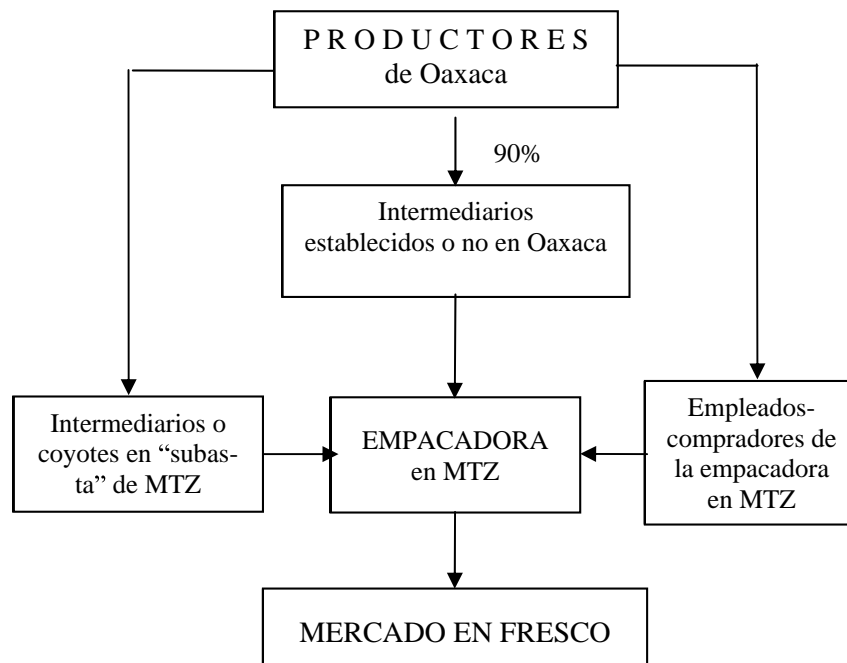 P R O D U C T O R E S
de Oaxaca
90%
Intermediarios
establecidos o no en Oaxaca
Intermediarios o
coyotes en “subas-
ta” de MTZ
EMPACADORA
en MTZ
Empleados-
compradores de
la empacadora
en MTZ
MERCADO EN FRESCO